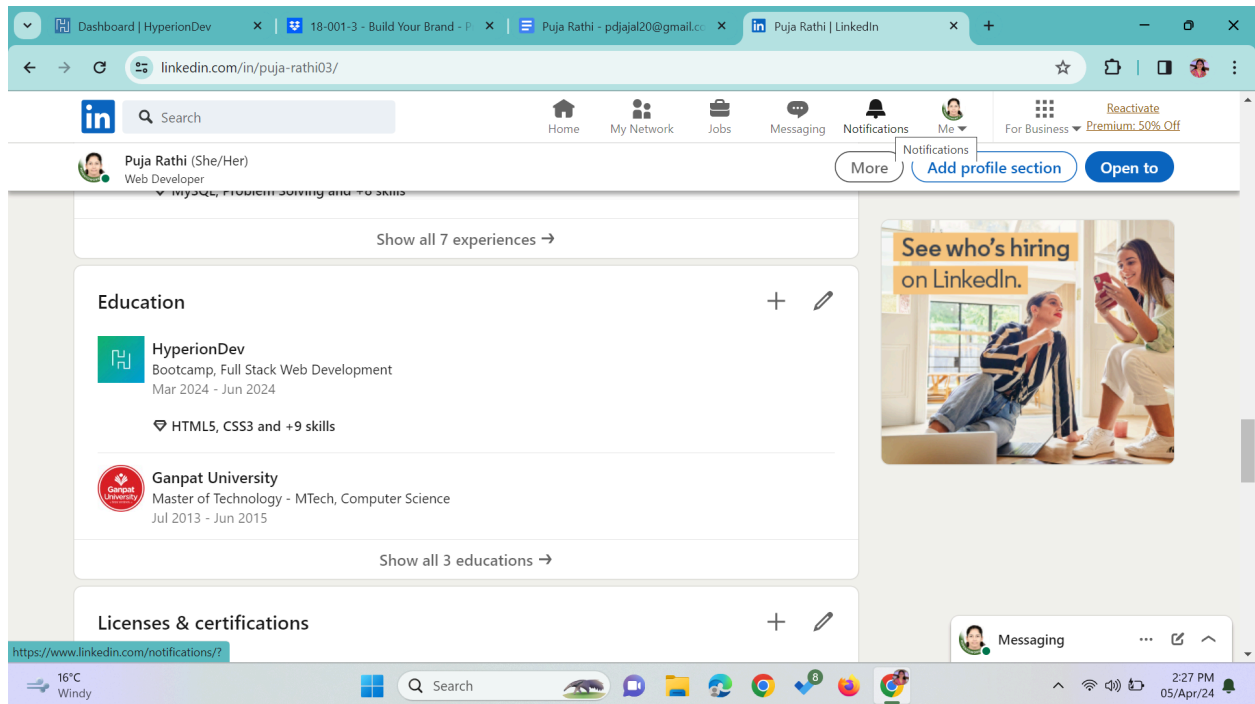 Dashboard | HyperionDev
18-001-3 - Build Your Brand - P
Puja Rathi - pdjajal20@gmail.co
Puja Rathi | LinkedIn
linkedin.com/in/puja-rathi03/
in
Search
Home
My Network
Jobs
Messaging
Notifications
Me
For Business
Reactivate
Premium: 50% Off
Notifications
Puja Rathi (She/Her)
Web Developer
More
Add profile section
Open to
MySQL, Problem Solving and +8 skills
Show all 7 experiences →
See who's hiring
on LinkedIn.
Education
HyperionDev
Bootcamp, Full Stack Web Development
Mar 2024 - Jun 2024
HTML5, CSS3 and +9 skills
Ganpat University
Ganpat
University
Master of Technology - MTech, Computer Science
Jul 2013 - Jun 2015
Show all 3 educations →
Licenses & certifications
Messaging
https://www.linkedin.com/notifications/?
16°C
Windy
Search
8
2:27 PM
05/Apr/24